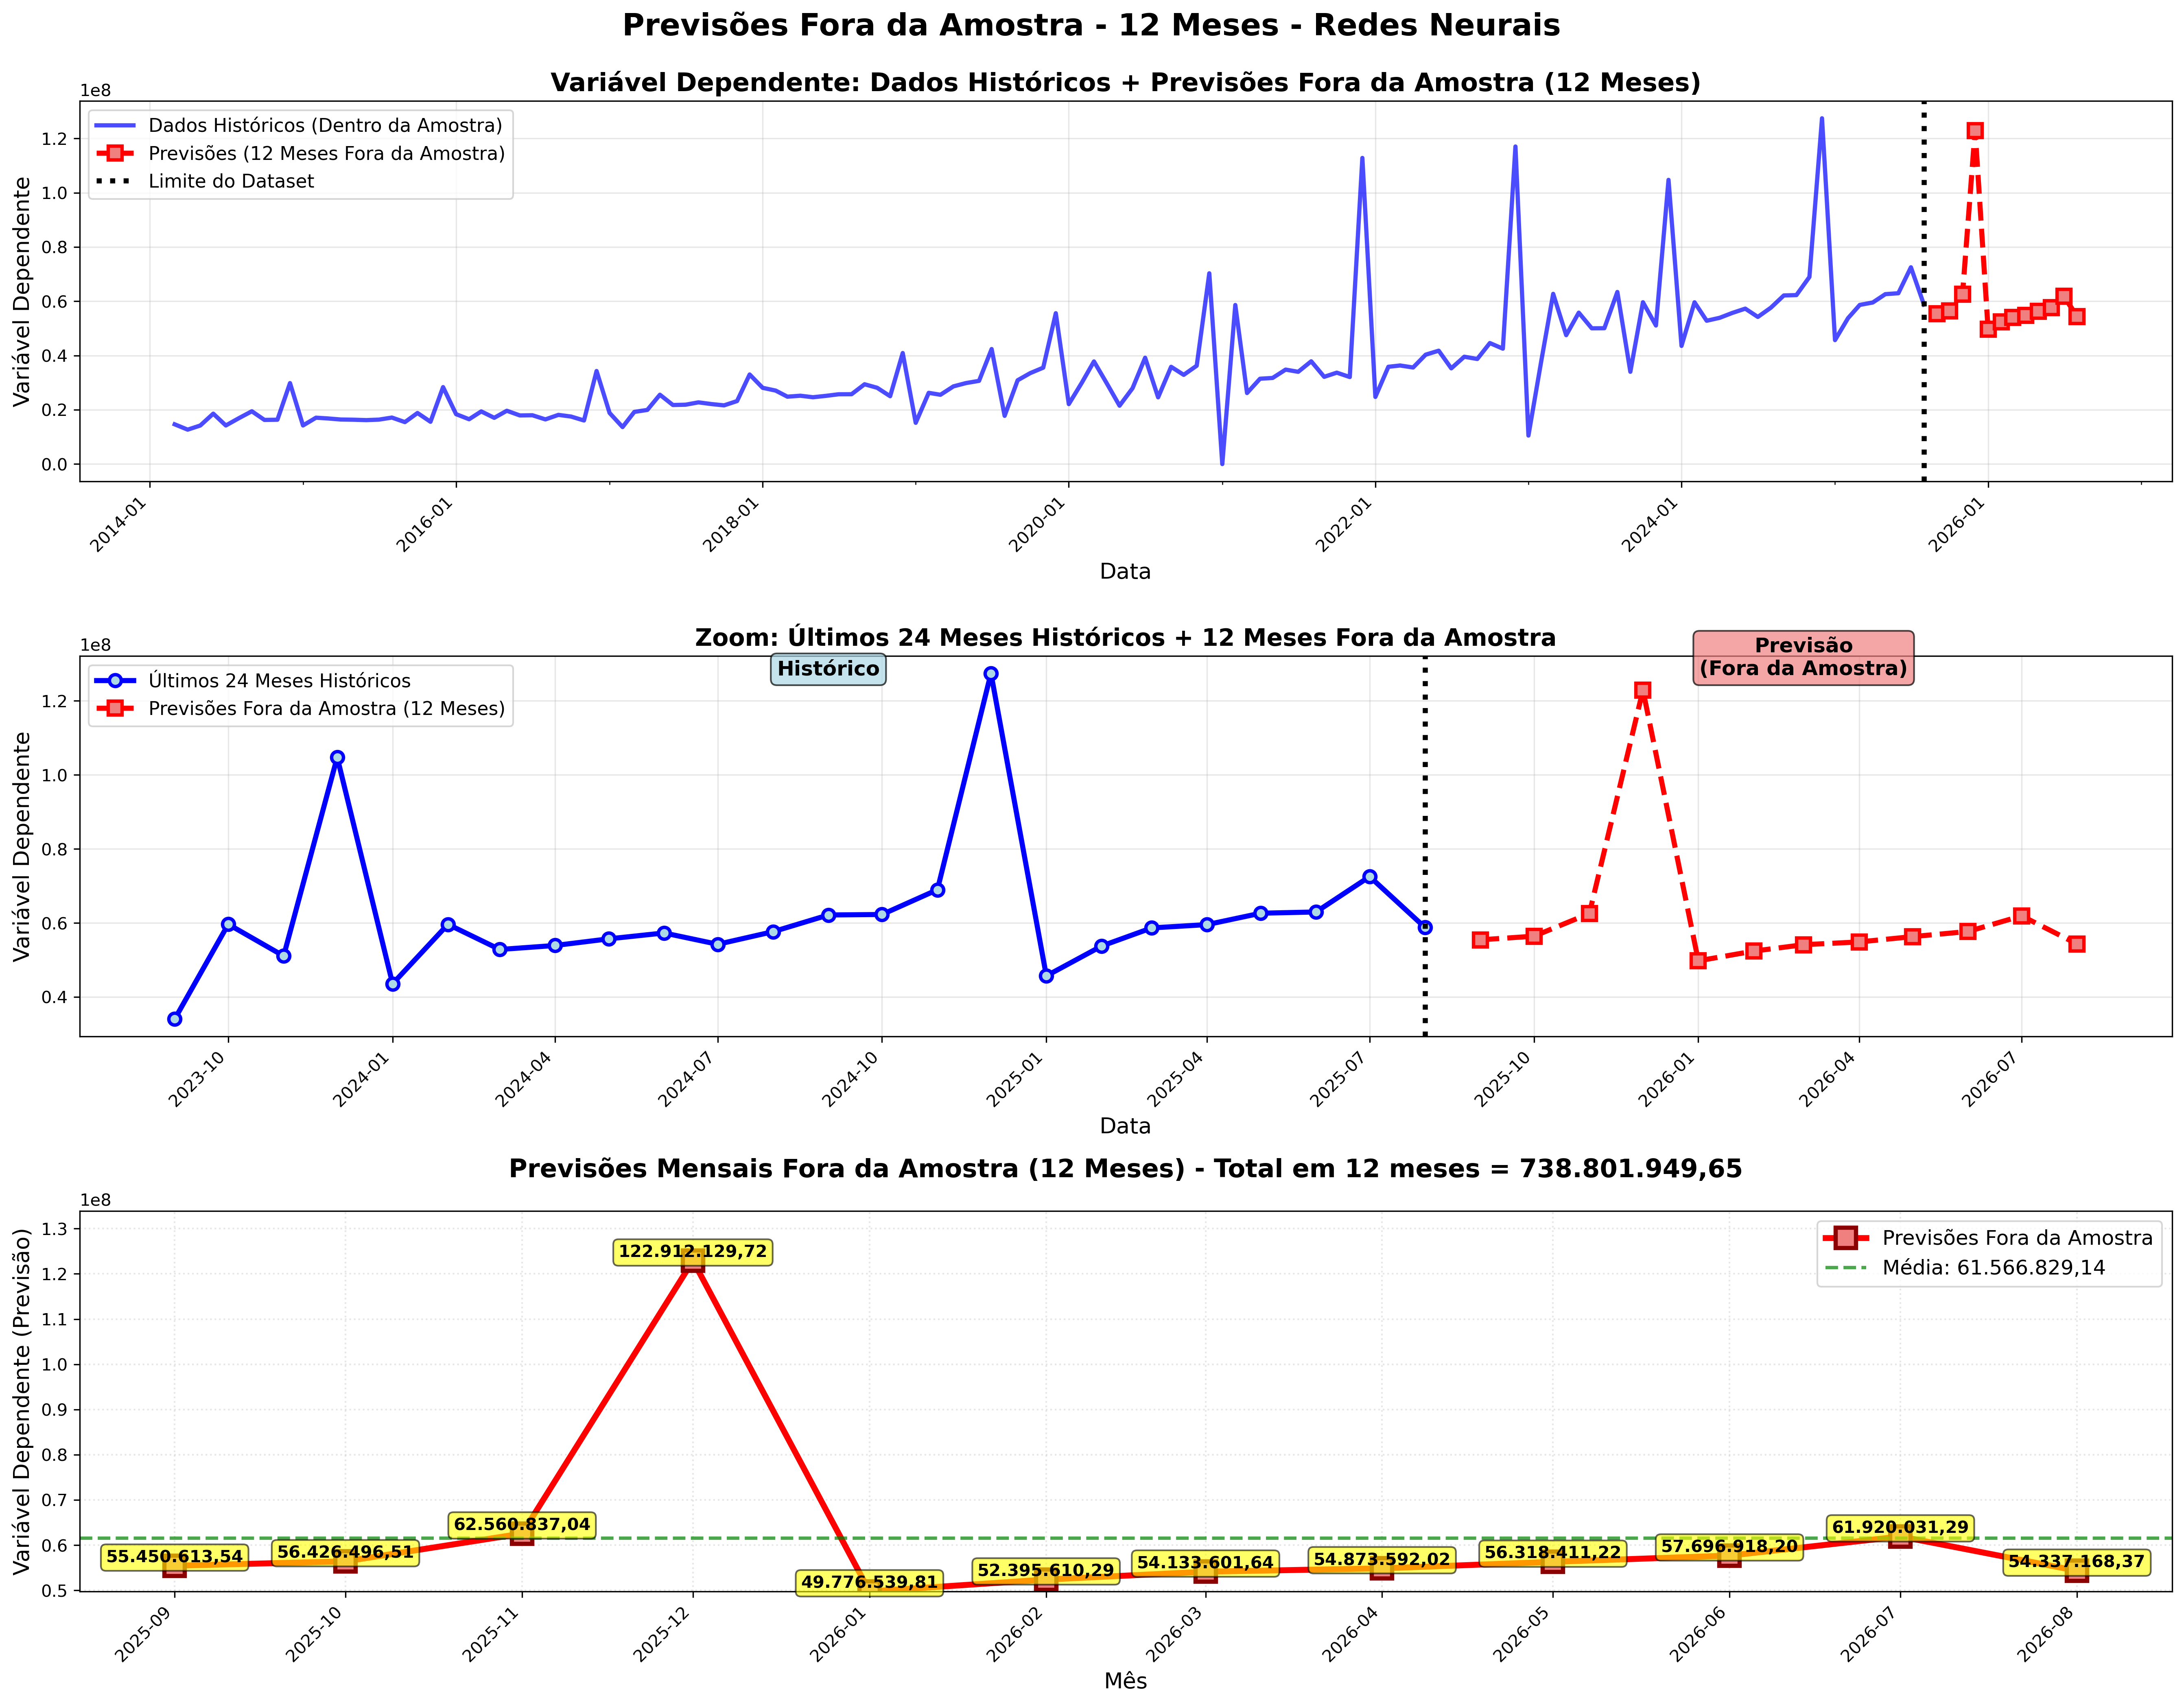 Previsões Fora da Amostra - 12 Meses - Redes Neurais
Variável Dependente: Dados Históricos + Previsões Fora da Amostra (12 Meses)
1e8
Dados Históricos (Dentro da Amostra)
Previsões (12 Meses Fora da Amostra)
Limite do Dataset
Variável Dependente
1.2
1.0
0.8
0.6
0.4
0.2
0.0
2014-01
2016-01
2018-01
2020-01
2022-01
2024-01
2026-01
Data
Zoom: Últimos 24 Meses Históricos + 12 Meses Fora da Amostra
1e8
Últimos 24 Meses Históricos
Previsões Fora da Amostra (12 Meses)
Histórico
Previsão
(Fora da Amostra)
Variável Dependente
1.2
1.0
0.8
0.6
0.4
2023-10
2024-01
2024-04
2024-07
2024-10
2025-01
2025-04
2025-07
2025-10
2026-01
2026-04
2026-07
Data
Previsões Mensais Fora da Amostra (12 Meses) - Total em 12 meses = 738.801.949,65
1e8
Previsões Fora da Amostra
Média: 61.566.829,14
Variável Dependente (Previsão)
1.3
1.2
1.1
1.0
0.9
0.8
0.7
0.6
0.5
55.450.613,54
56.426.496,51
62.560.837,04
122.912.129,72
49.776.539,81
52.395.610,29
54.133.601,64
54.873.592,02
56.318.411,22
57.696.918,20
61.920.031,29
54.337.168,37
2025-09
2025-10
2025-11
2025-12
2026-01
2026-02
2026-03
2026-04
2026-05
2026-06
2026-07
2026-08
Mês